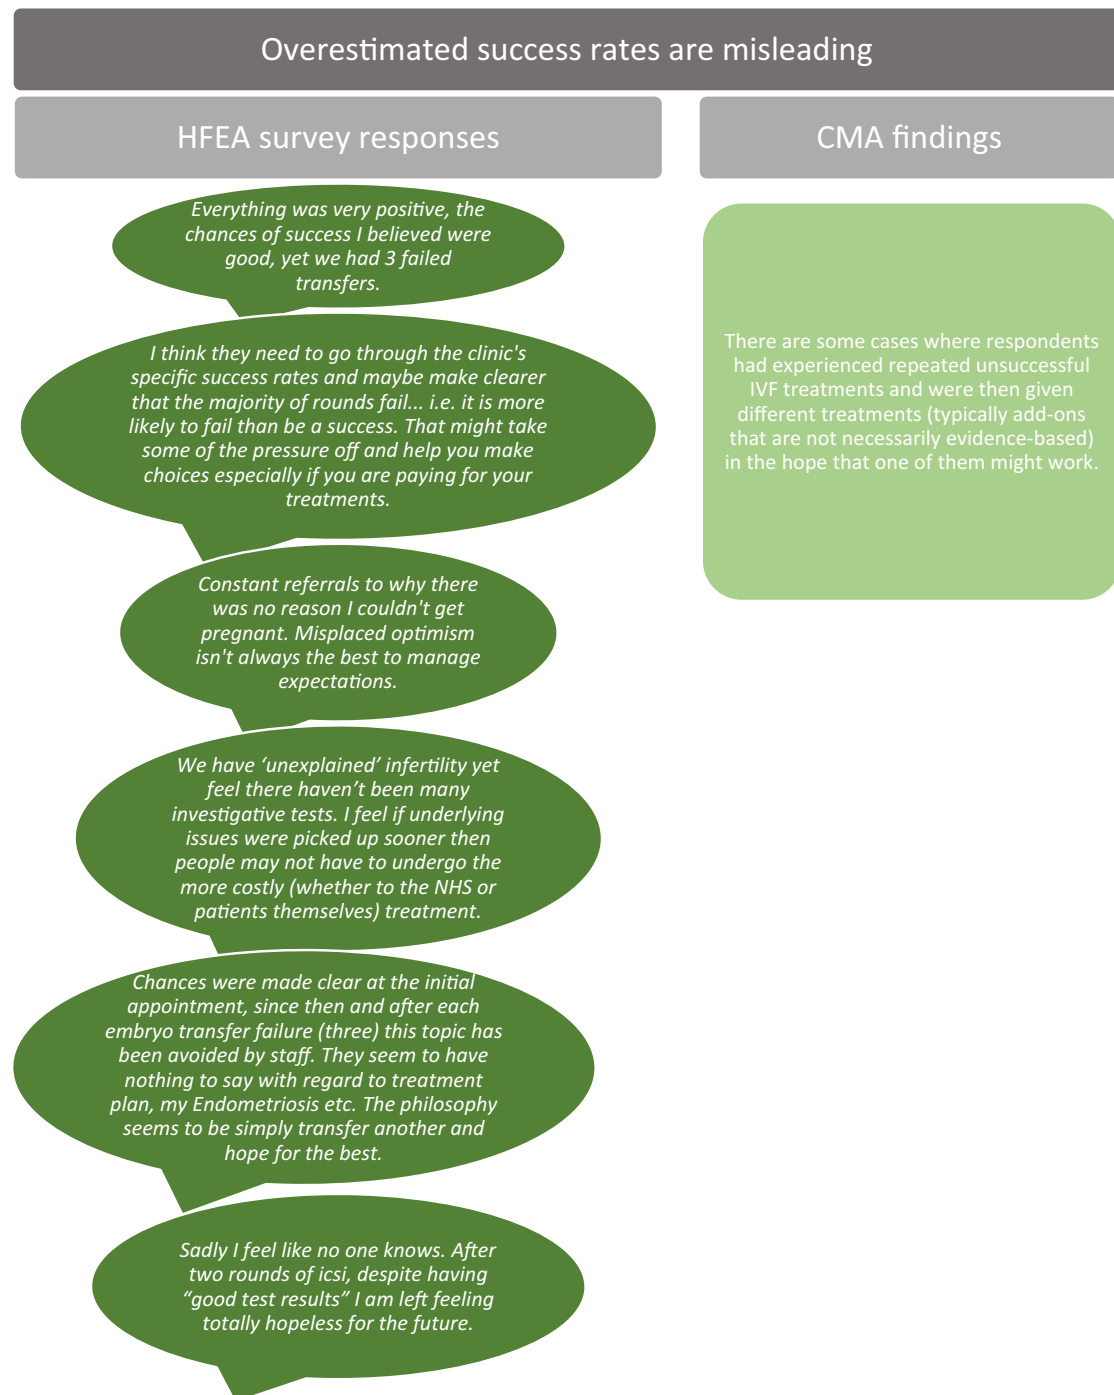 Overestimated success rates are misleading
HFEA survey responses
Everything was very positive, the
chances of success I believed were
good, yet we had 3 failed
transfers.
I think they need to go through the clinic's
specific success rates and maybe make clearer
that the majority of rounds fail... i.e. it is more
likely to fail than be a success. That might take
some of the pressure off and help you make
choices especially if you are paying for your
treatments.
Constant referrals to why there
was no reason I couldn't get
pregnant. Misplaced optimism
isn't always the best to manage
expectations.
We have ‘unexplained’ infertility yet
feel there haven’t been many
investigative tests. I feel if underlying
issues were picked up sooner then
people may not have to undergo the
more costly (whether to the NHS or
patients themselves) treatment.
Chances were made clear at the initial
appointment, since then and after each
embryo transfer failure (three) this topic has
been avoided by staff. They seem to have
nothing to say with regard to treatment
plan, my Endometriosis etc. The philosophy
seems to be simply transfer another and
hope for the best.
Sadly I feel like no one knows. After
two rounds of icsi, despite having
“good test results” I am left feeling
totally hopeless for the future.
CMA findings
There are some cases where respondents
had experienced repeated unsuccessful
IVF treatments and were then given
different treatments (typically add-ons
that are not necessarily evidence-based)
in the hope that one of them might work.